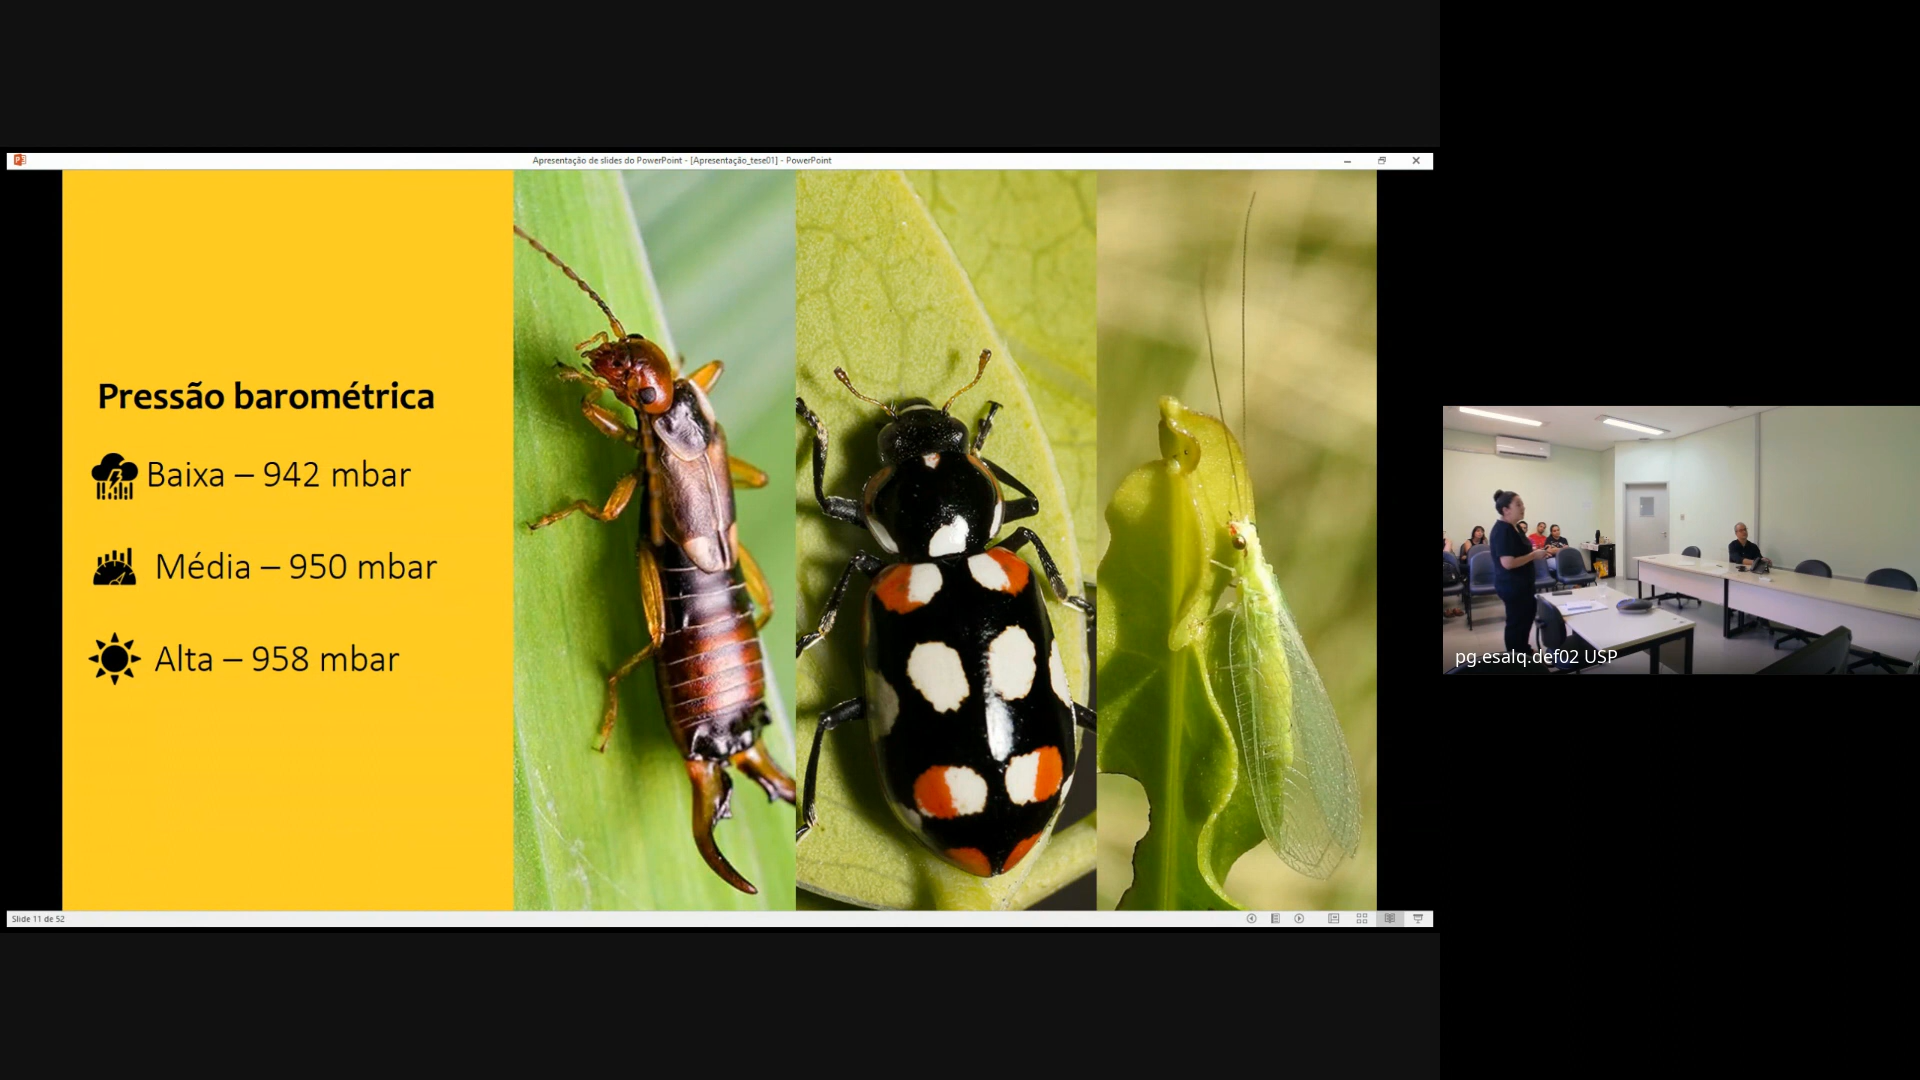 Apresentação de slides do PowerPoint - [Apresentação_tese01] - PowerPoint
Pressão barométrica
Baixa – 942 mbar
Média – 950 mbar
Alta – 958 mbar
Slide 11 de 52
pg.esalq.def02 USP